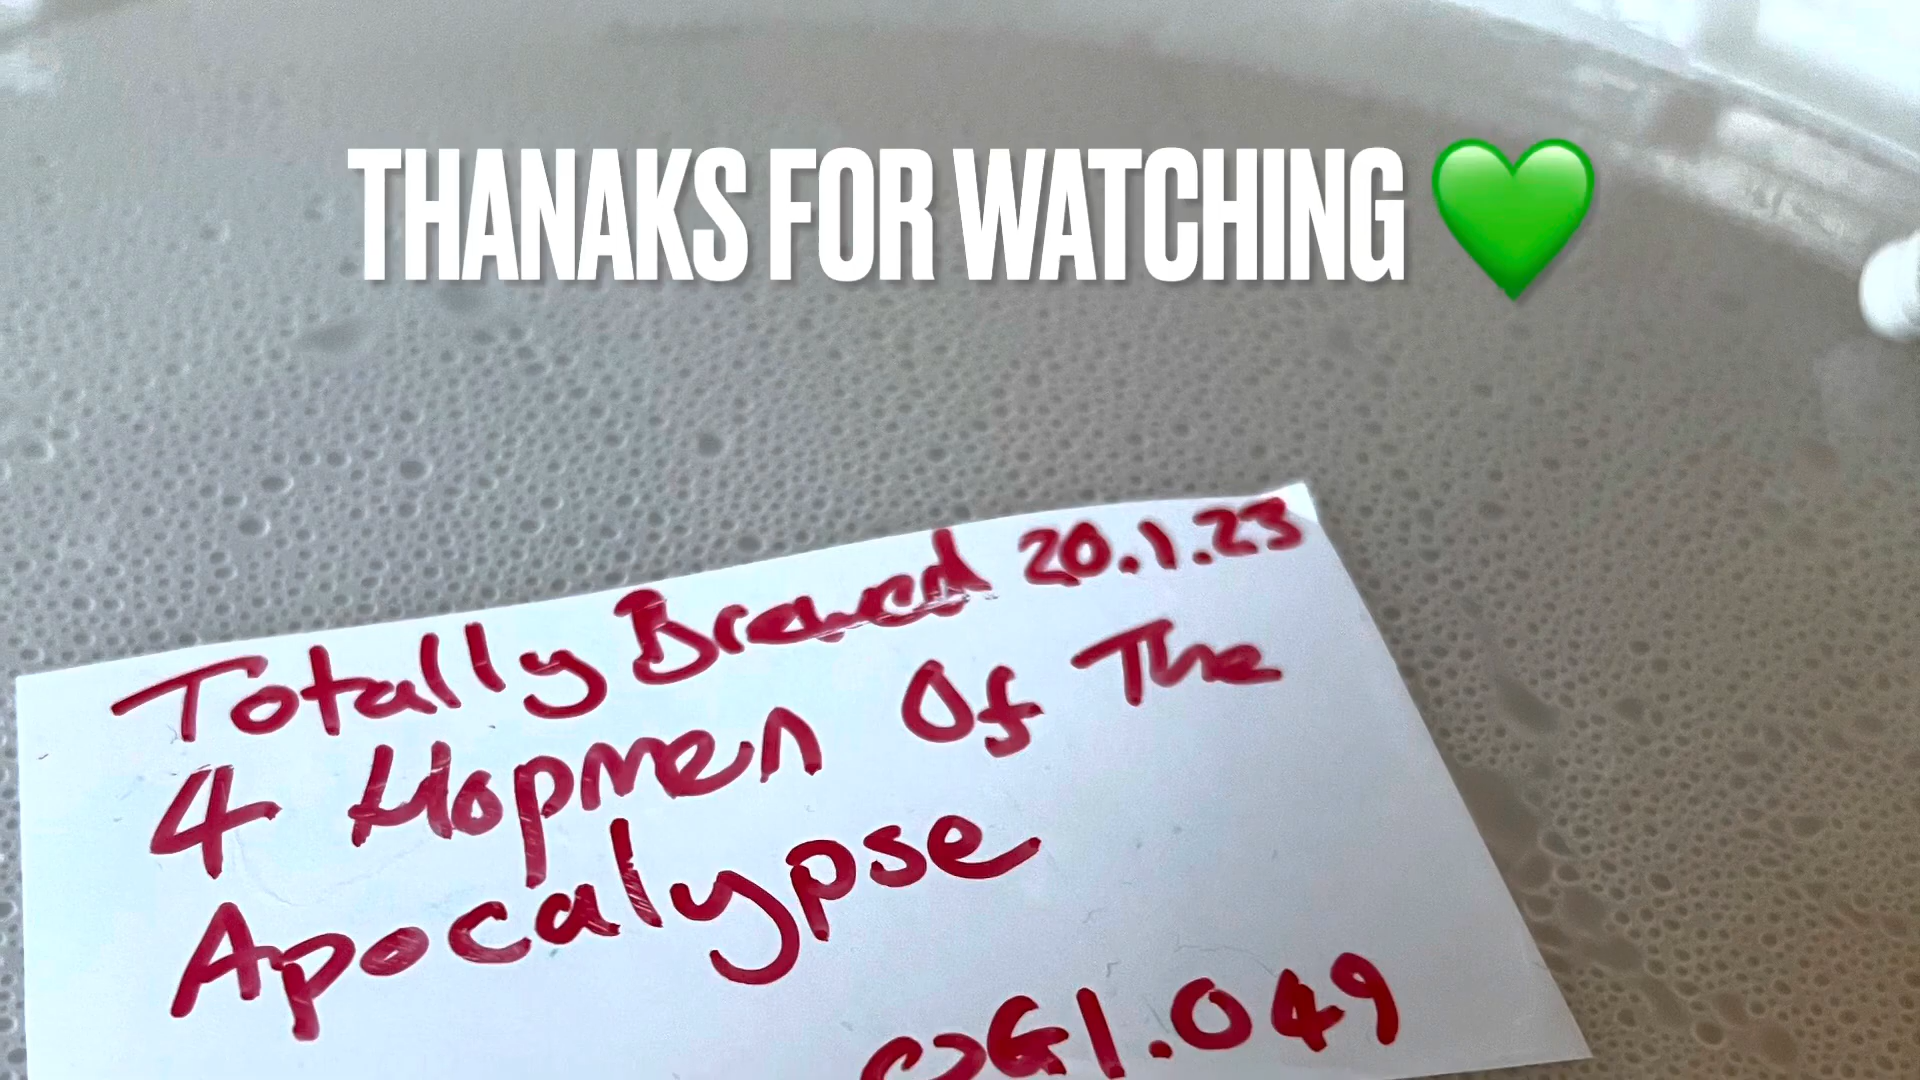 THANAKS FOR WATCHING 💚
Totally Brewed 20.1.23
4 Hopmen Of The
Apocalypse
OG1.049